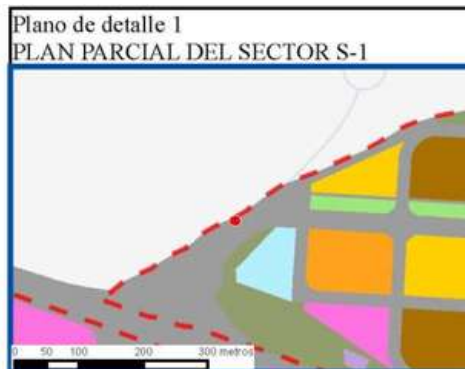 Plano de detalle 1
PLAN PARCIAL DEL SECTOR S-1
0 50 100 200 300 metros